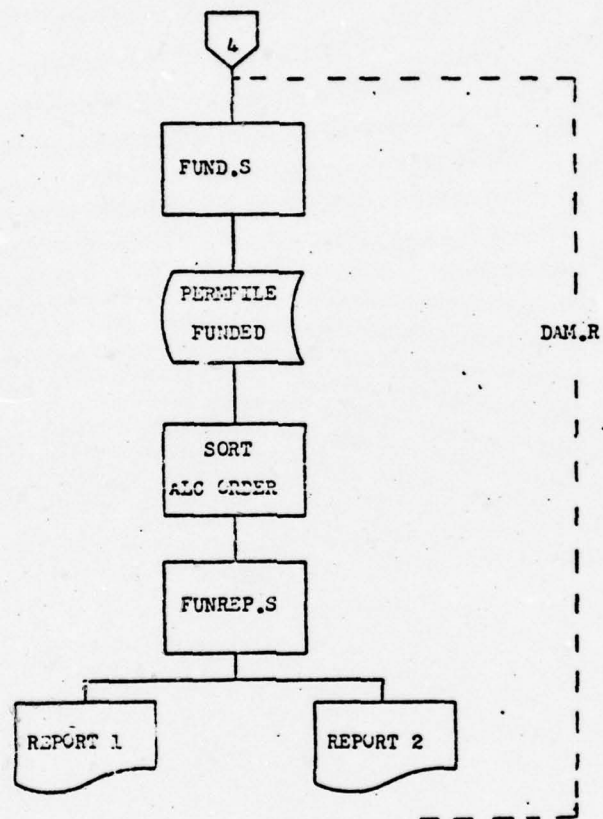 4
FUND.S
PERMFILE
FUNDED
DAM.R
SORT
ALC ORDER
FUNREP.S
REPORT 1
REPORT 2